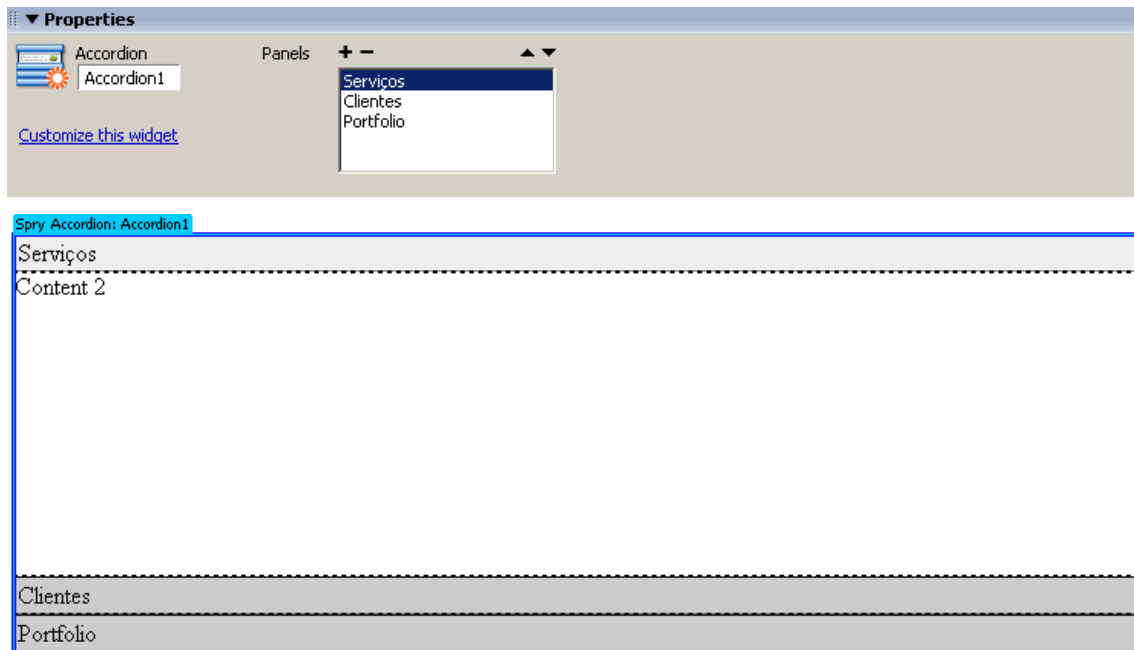 Properties
Accordion
Accordion1
Panels
Serviços
Clientes
Portfolio
Customize this widget
Spry Accordion: Accordion1
Serviços
Content 2
Clientes
Portfolio